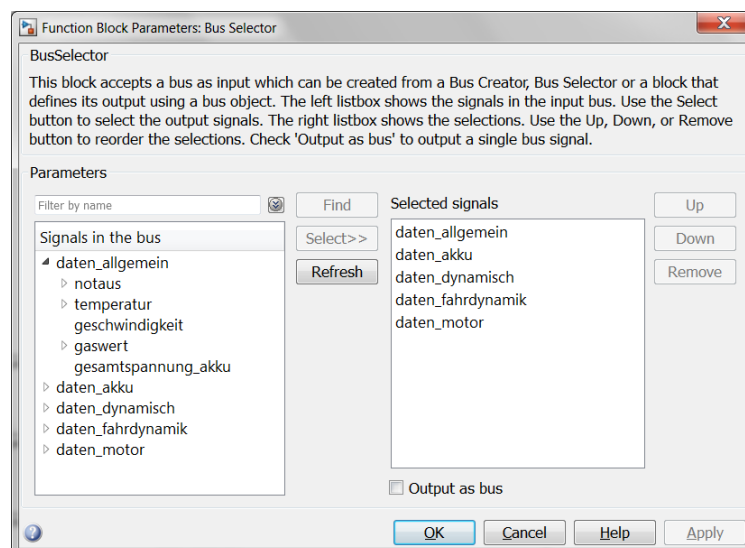 Function Block Parameters: Bus Selector
BusSelector
This block accepts a bus as input which can be created from a Bus Creator, Bus Selector or a block that
defines its output using a bus object. The left listbox shows the signals in the input bus. Use the Select
button to select the output signals. The right listbox shows the selections. Use the Up, Down, or Remove
button to reorder the selections. Check 'Output as bus' to output a single bus signal.
Parameters
Filter by name
Find
Selected signals
Up
Signals in the bus
Select>>
Down
Refresh
Remove
daten_allgemein
notaus
temperatur
geschwindigkeit
gaswert
gesamtspannung_akku
daten_akku
daten_dynamisch
daten_fahrdynamik
daten_motor
daten_allgemein
daten_akku
daten_dynamisch
daten_fahrdynamik
daten_motor
Output as bus
OK
Cancel
Help
Apply